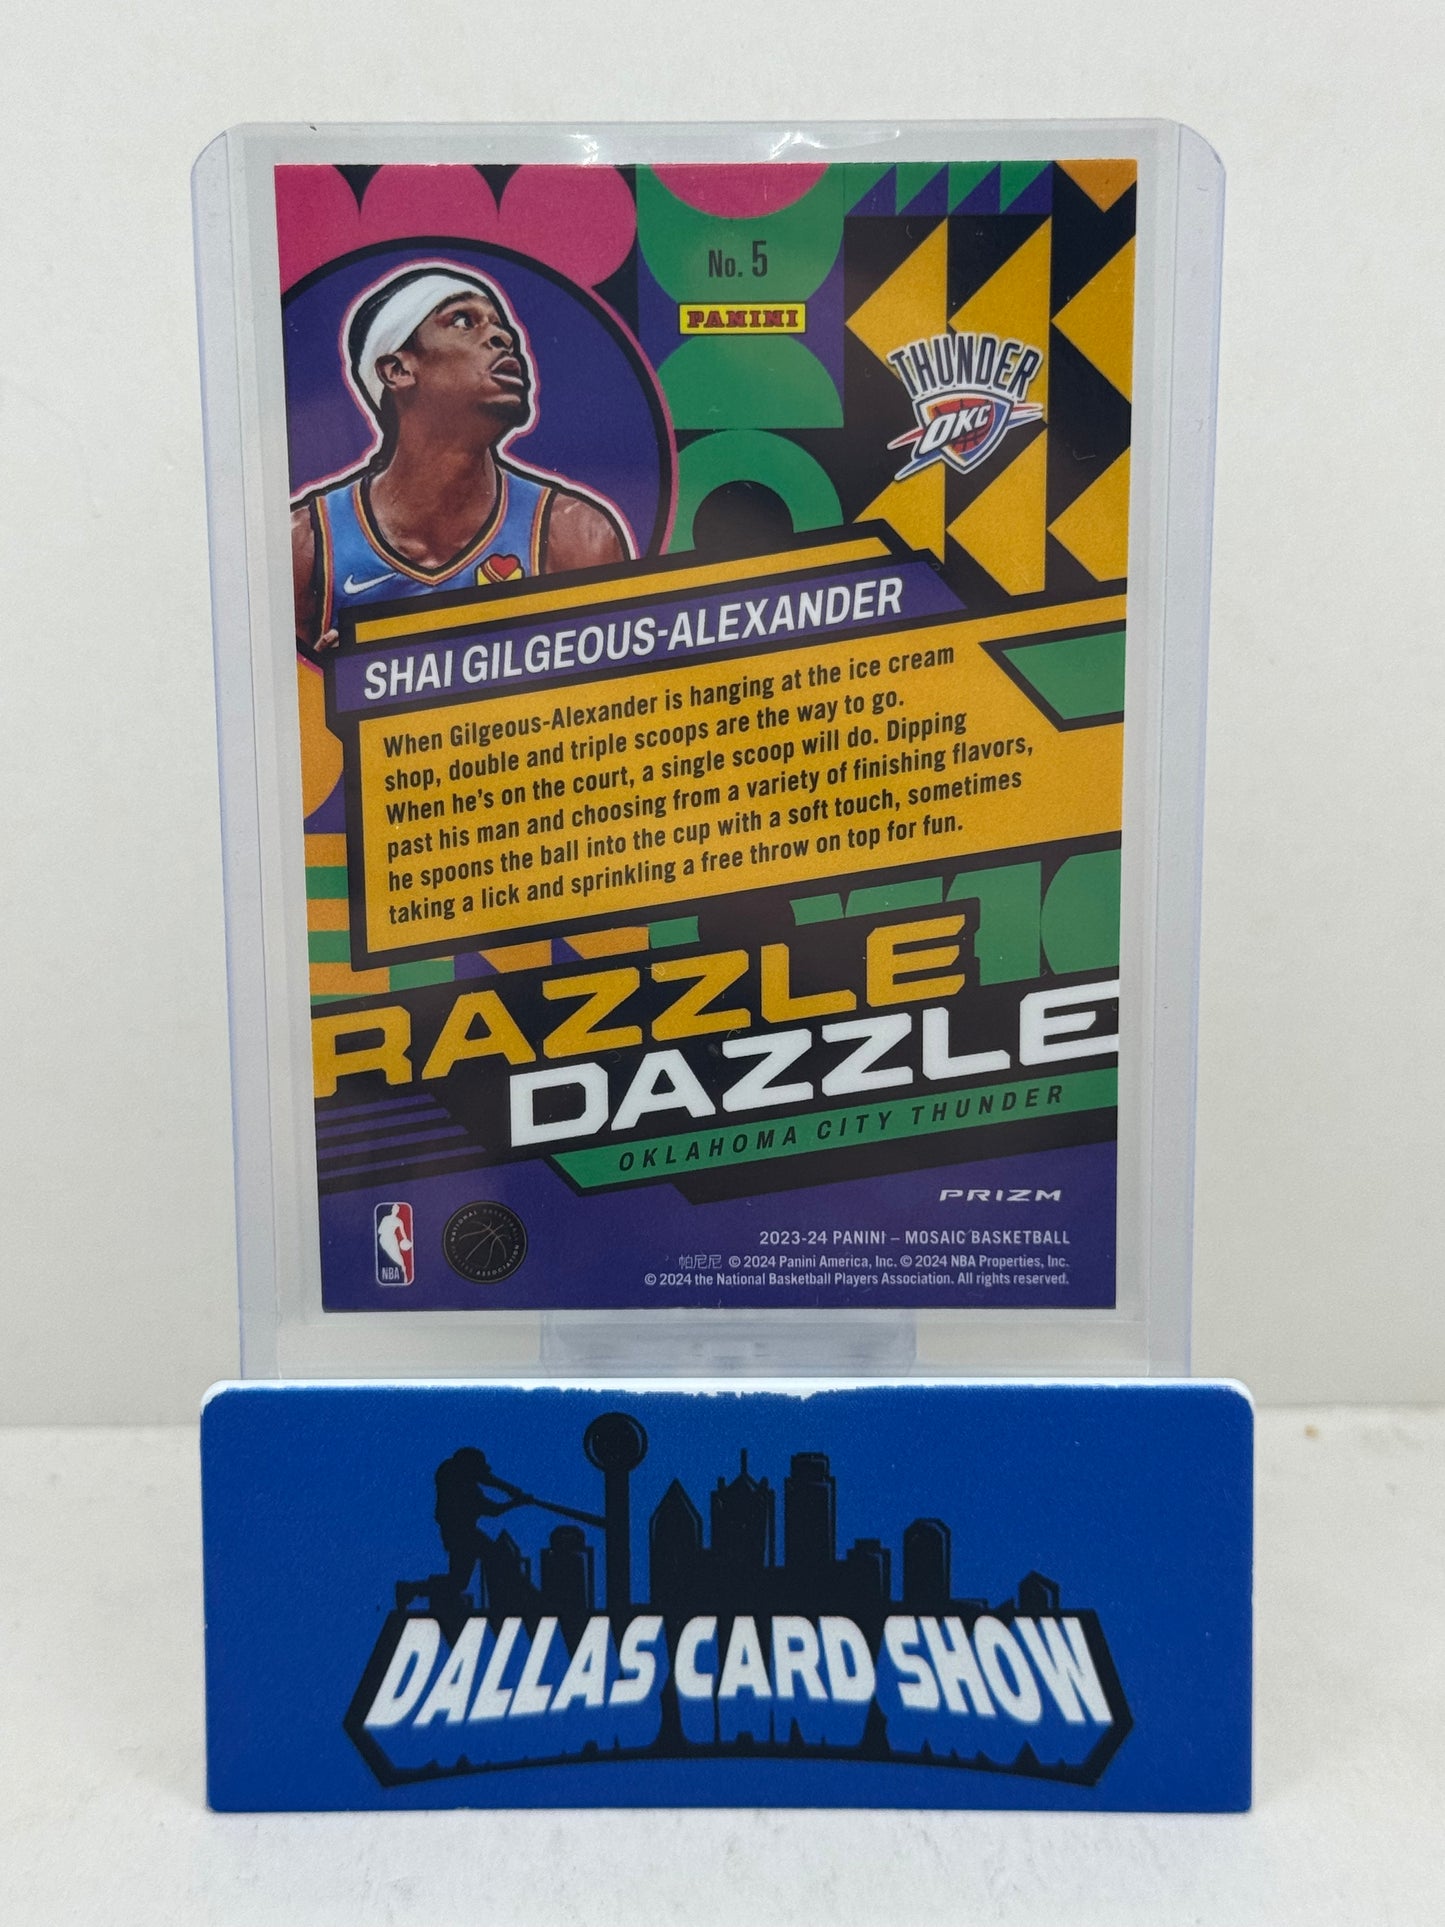 No. 5
PANINI
THUNDER
OKC
SHAI GILGEOUS-ALEXANDER
When Gilgeous-Alexander is hanging at the ice cream
shop, double and triple scoops are the way to go.
When he's on the court, a single scoop will do. Dipping
past his man and choosing from a variety of finishing flavors,
he spoons the ball into the cup with a soft touch, sometimes
taking a lick and sprinkling a free throw on top for fun.
RAZZLE
DAZZLE
OKLAHOMA CITY THUNDER
PRIZM
2023-24 PANINI – MOSAIC BASKETBALL
帕尼尼 © 2024 Panini America, Inc. © 2024 NBA Properties, Inc.
© 2024 the National Basketball Players Association. All rights reserved.
NBA
NATIONAL BASKETBALL PLAYERS ASSOCIATION
DALLAS CARD SHOW